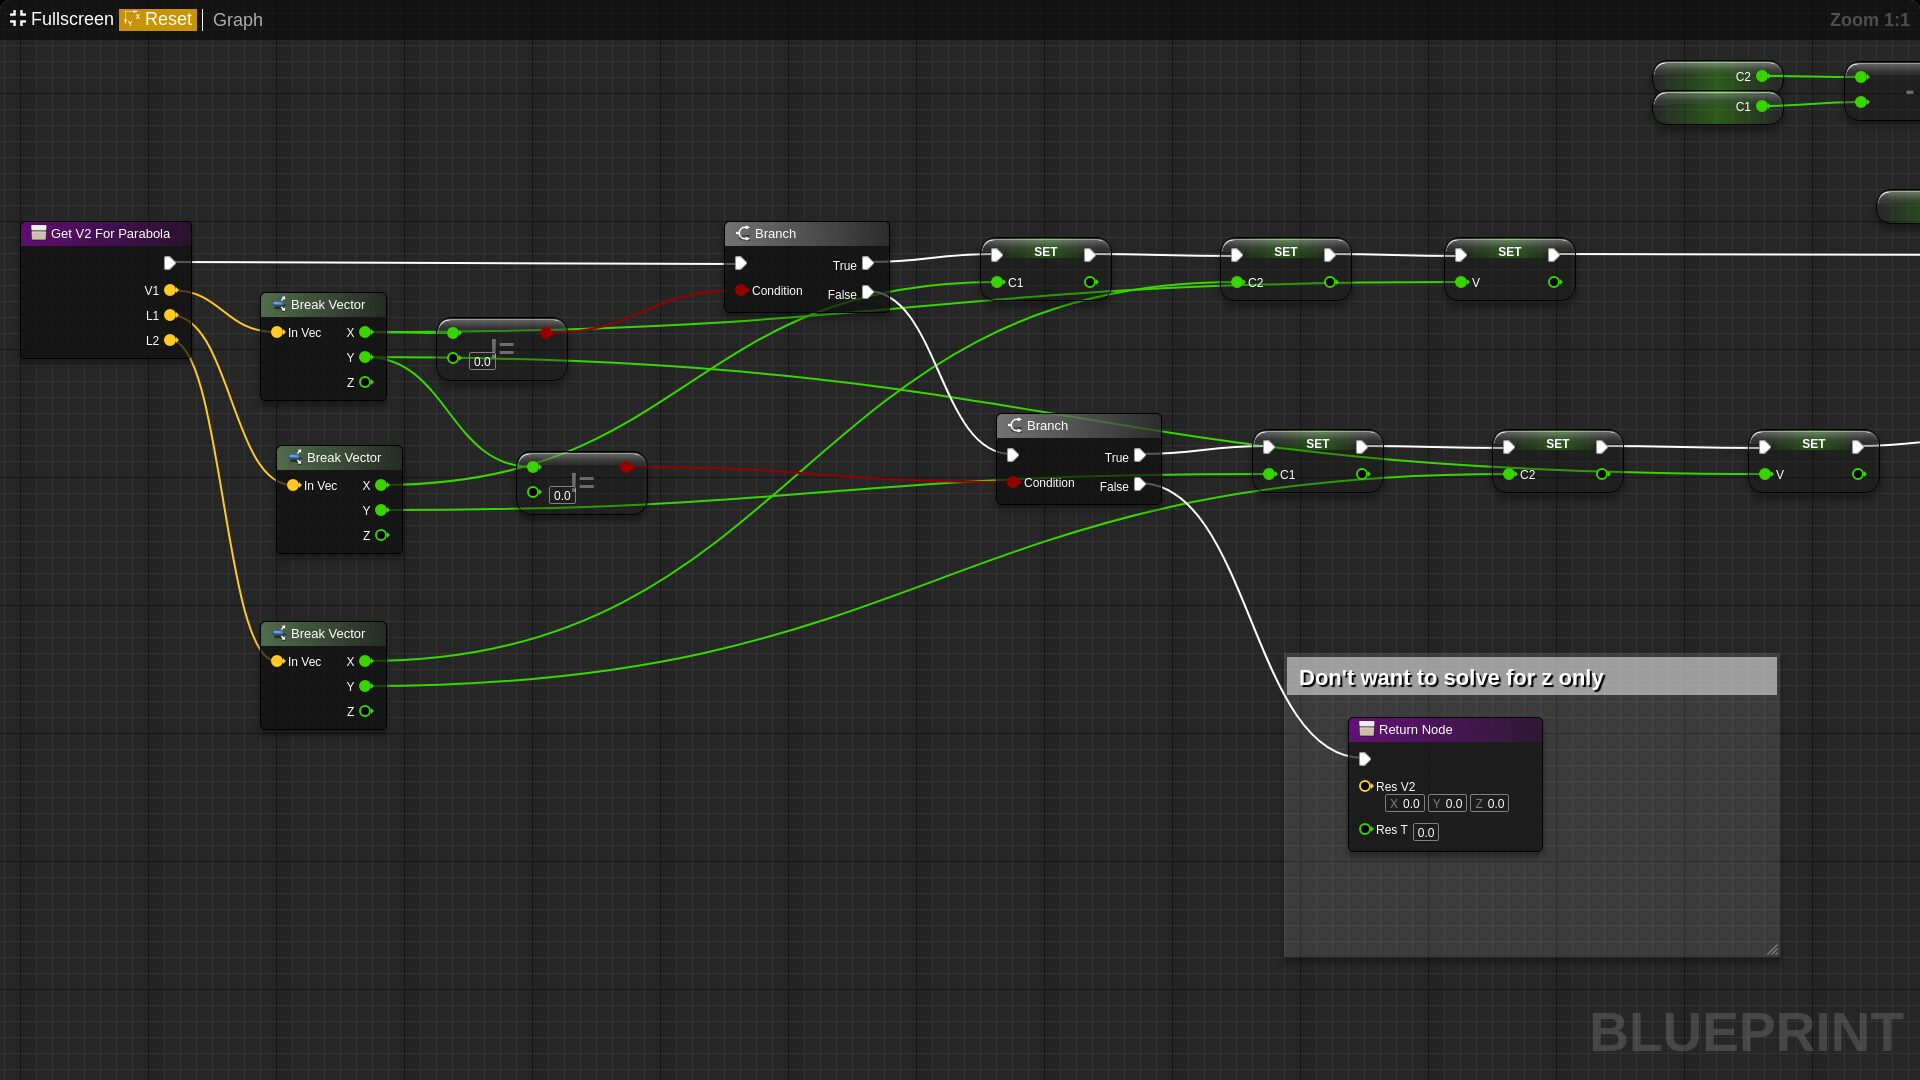 Fullscreen Reset Graph Zoom 1:1
C2
C1
-
Get V2 For Parabola
V1
L1
L2
Break Vector
In Vec X
Y
Z
!=
0.0
Branch
True
Condition False
SET
C1
SET
C2
SET
V
Break Vector
In Vec X
Y
Z
!=
0.0
Branch
True
Condition False
SET
C1
SET
C2
SET
V
Break Vector
In Vec X
Y
Z
Don't want to solve for z only
Return Node
Res V2
X 0.0 Y 0.0 Z 0.0
Res T 0.0
BLUEPRINT